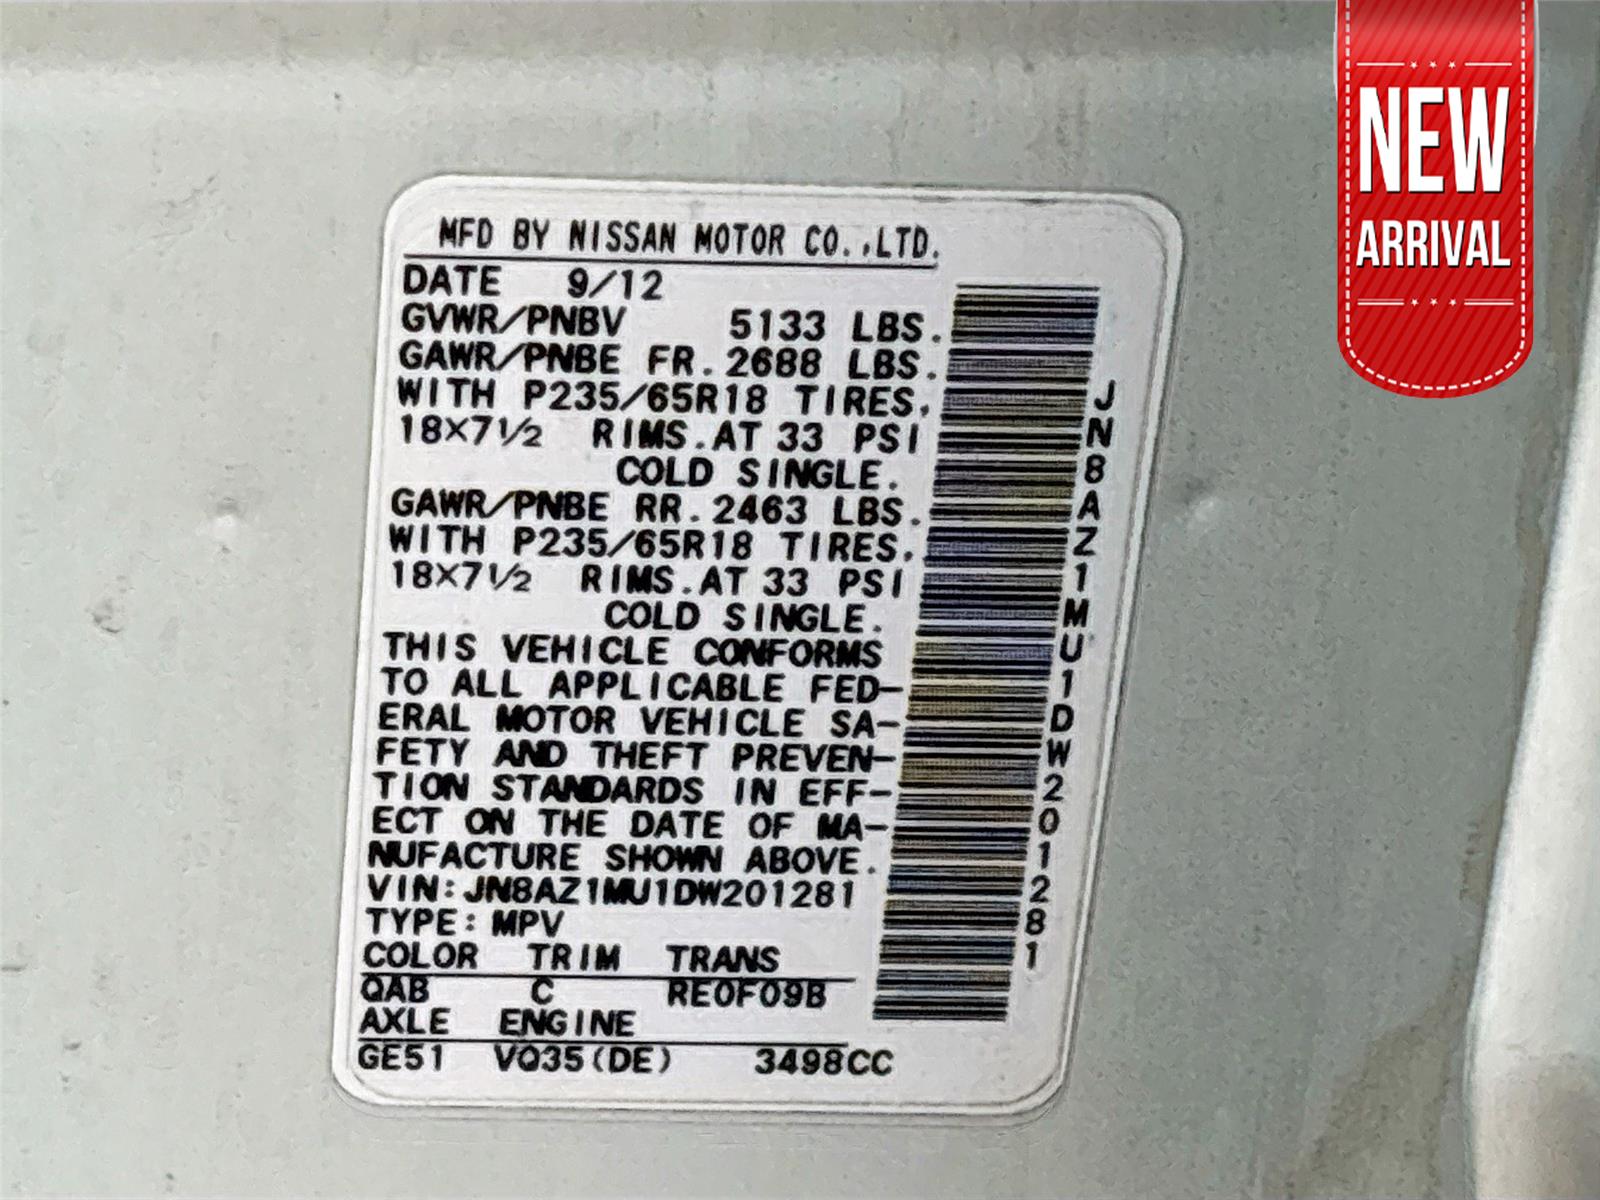 MFD BY NISSAN MOTOR CO.,LTD.
DATE 9/12
GVWR/PNBV 5133 LBS.
GAWR/PNBE FR. 2688 LBS.
WITH P235/65R18 TIRES,
18X7½ RIMS.AT 33 PSI
COLD SINGLE.
GAWR/PNBE RR. 2463 LBS.
WITH P235/65R18 TIRES,
18X7½ RIMS.AT 33 PSI
COLD SINGLE.
THIS VEHICLE CONFORMS
TO ALL APPLICABLE FED-
ERAL MOTOR VEHICLE SA-
FETY AND THEFT PREVEN-
TION STANDARDS IN EFF-
ECT ON THE DATE OF MA-
NUFACTURE SHOWN ABOVE.
VIN:JN8AZ1MU1DW201281
TYPE:MPV
COLOR TRIM TRANS
QAB C RE0F09B
AXLE ENGINE
GE51 VQ35(DE) 3498CC
JN8AZ1MU1DW201281
NEW
ARRIVAL